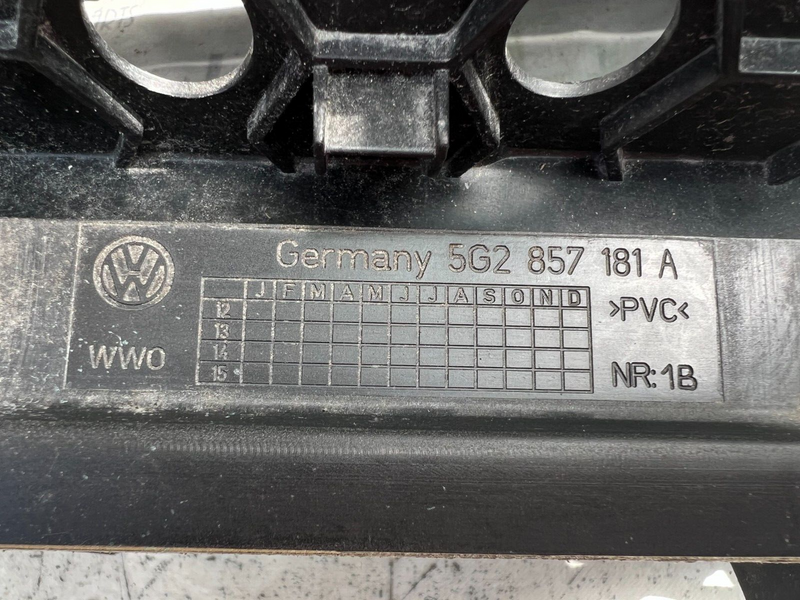 Germany 5G2 857 181 A
J F M A M J J A S O N D
12
13
14
15
>PVC<
WWO
NR: 1B